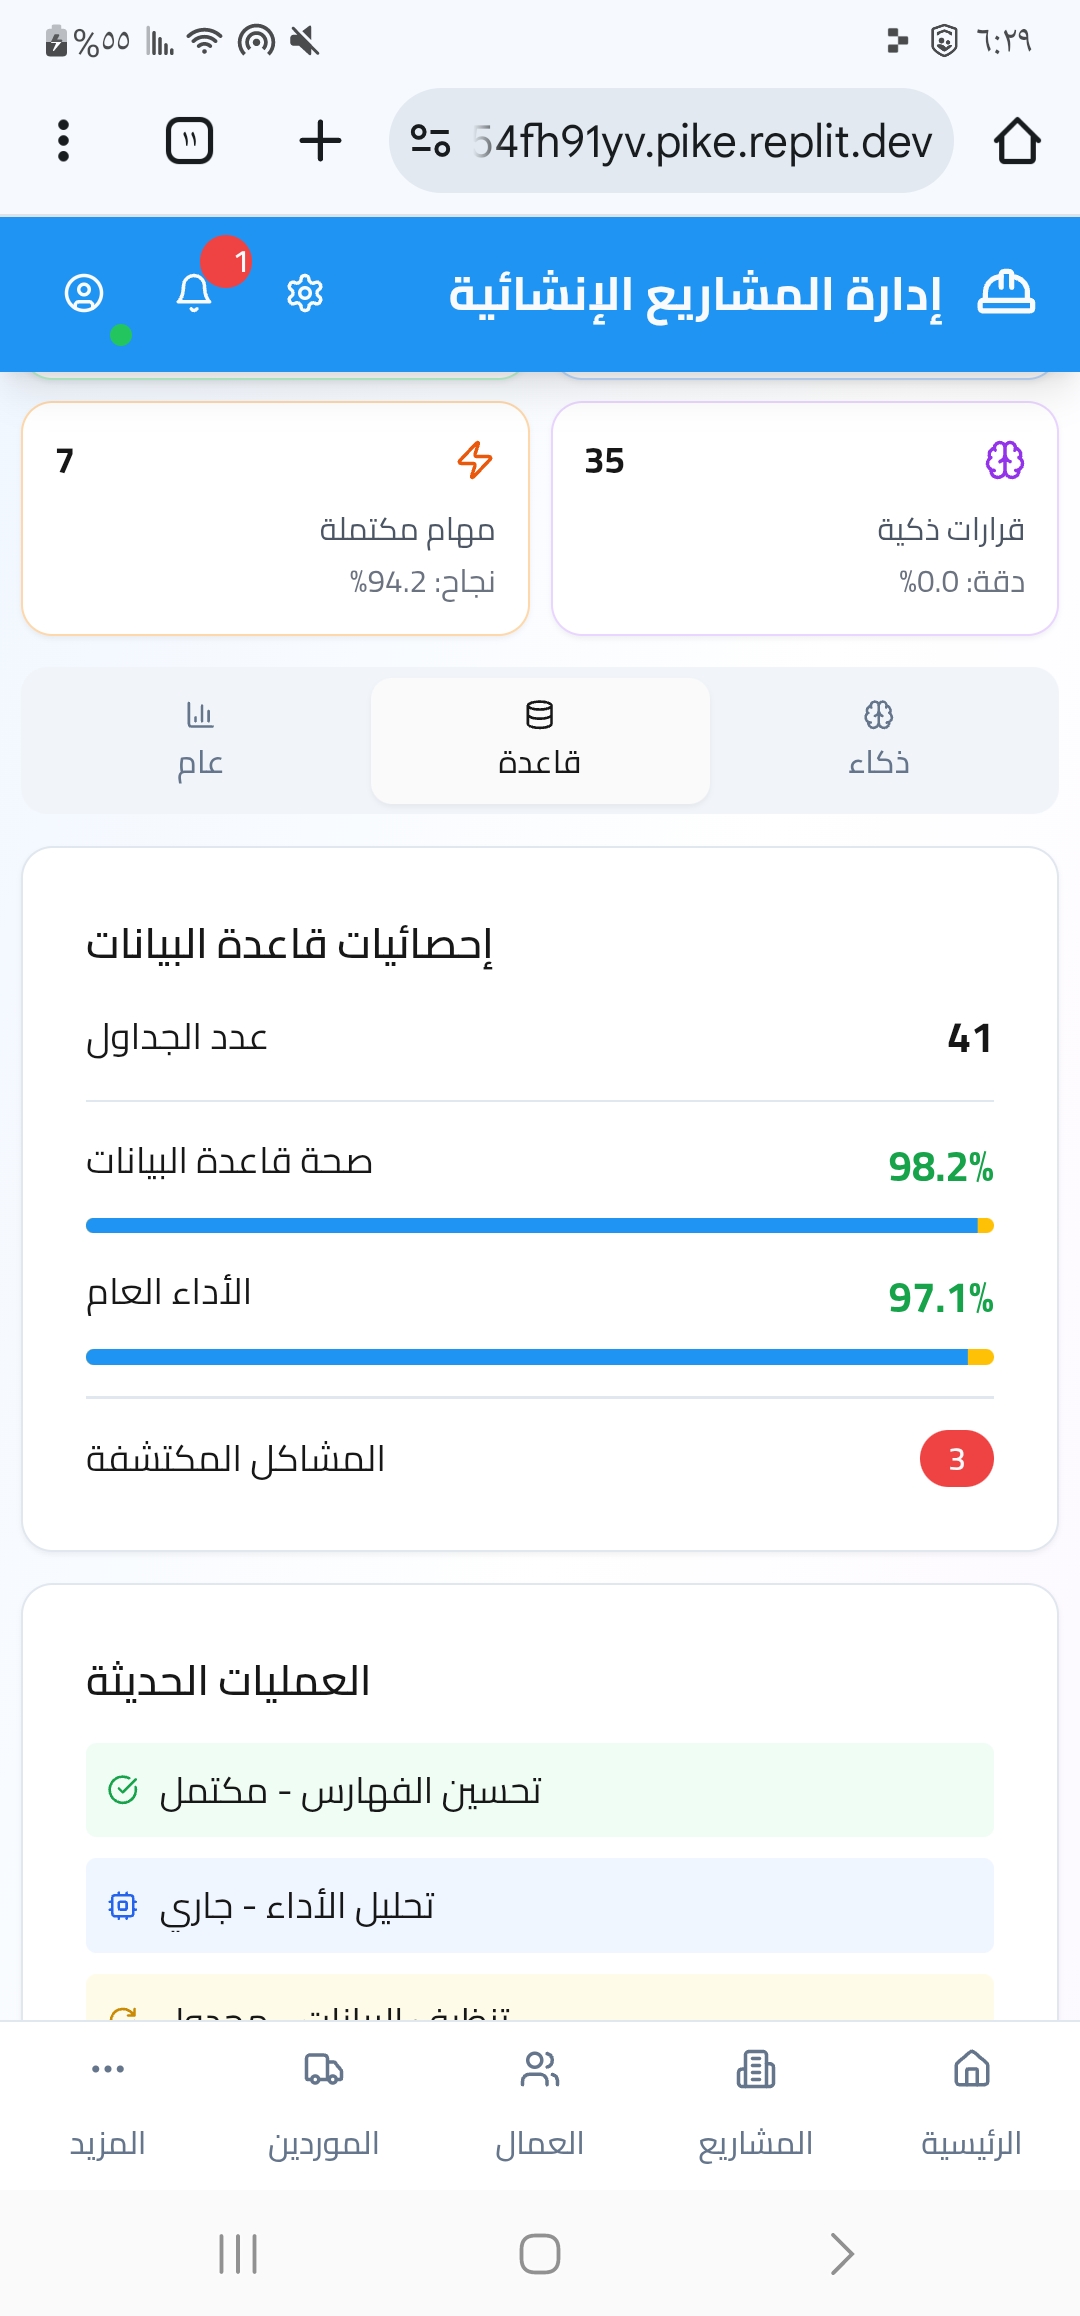 ٦:٢٩
%٥٥
١١
54fh91yv.pike.replit.dev
إدارة المشاريع الإنشائية
1
35
قرارات ذكية
دقة: 0.0%
7
مهام مكتملة
نجاح: 94.2%
ذكاء
قاعدة
عام
إحصائيات قاعدة البيانات
عدد الجداول
41
صحة قاعدة البيانات
98.2%
الأداء العام
97.1%
المشاكل المكتشفة
3
العمليات الحديثة
تحسين الفهارس - مكتمل
تحليل الأداء - جاري
الرئيسية
المشاريع
العمال
الموردين
المزيد